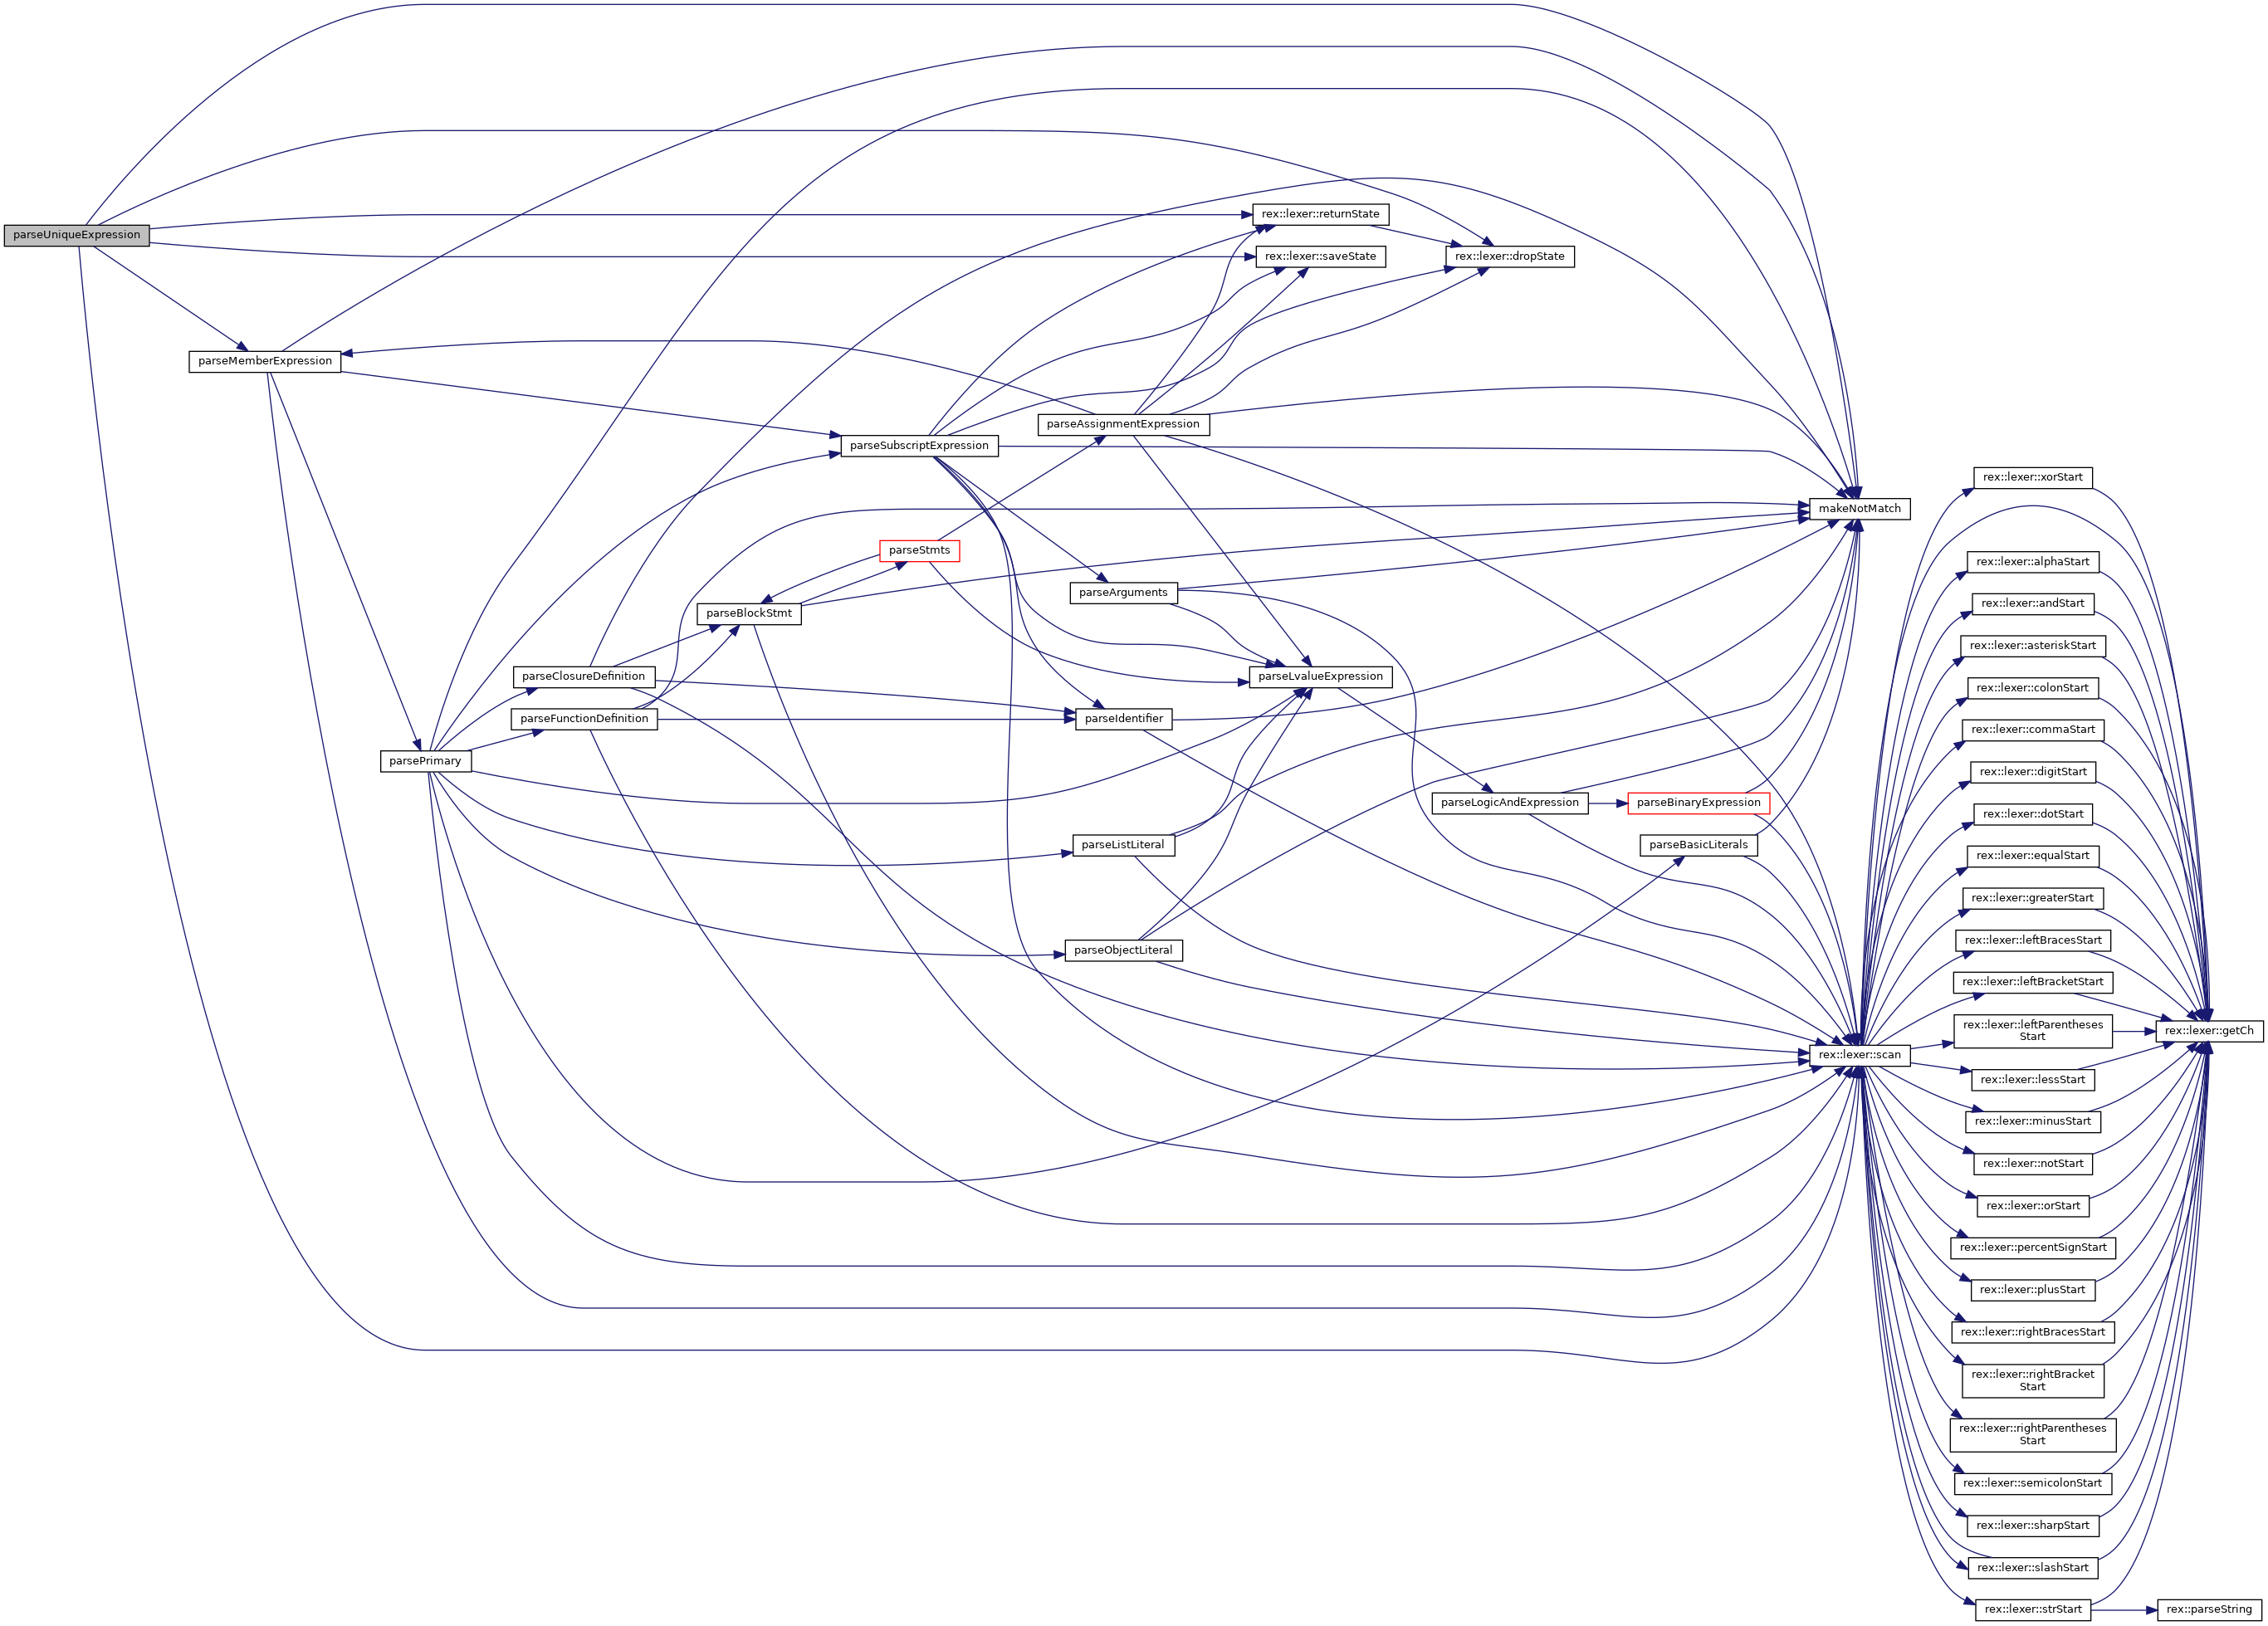 parseUniqueExpression
parseMemberExpression
parsePrimary
parseClosureDefinition
parseFunctionDefinition
parseBlockStmt
parseStmts
parseSubscriptExpression
parseAssignmentExpression
parseArguments
parseIdentifier
parseListLiteral
parseObjectLiteral
rex::lexer::returnState
rex::lexer::saveState
parseLvalueExpression
rex::lexer::dropState
parseLogicAndExpression
parseBinaryExpression
parseBasicLiterals
makeNotMatch
rex::lexer::scan
rex::lexer::xorStart
rex::lexer::alphaStart
rex::lexer::andStart
rex::lexer::asteriskStart
rex::lexer::colonStart
rex::lexer::commaStart
rex::lexer::digitStart
rex::lexer::dotStart
rex::lexer::equalStart
rex::lexer::greaterStart
rex::lexer::leftBracesStart
rex::lexer::leftBracketStart
rex::lexer::leftParentheses
Start
rex::lexer::lessStart
rex::lexer::minusStart
rex::lexer::notStart
rex::lexer::orStart
rex::lexer::percentSignStart
rex::lexer::plusStart
rex::lexer::rightBracesStart
rex::lexer::rightBracket
Start
rex::lexer::rightParentheses
Start
rex::lexer::semicolonStart
rex::lexer::sharpStart
rex::lexer::slashStart
rex::lexer::strStart
rex::lexer::getCh
rex::parseString